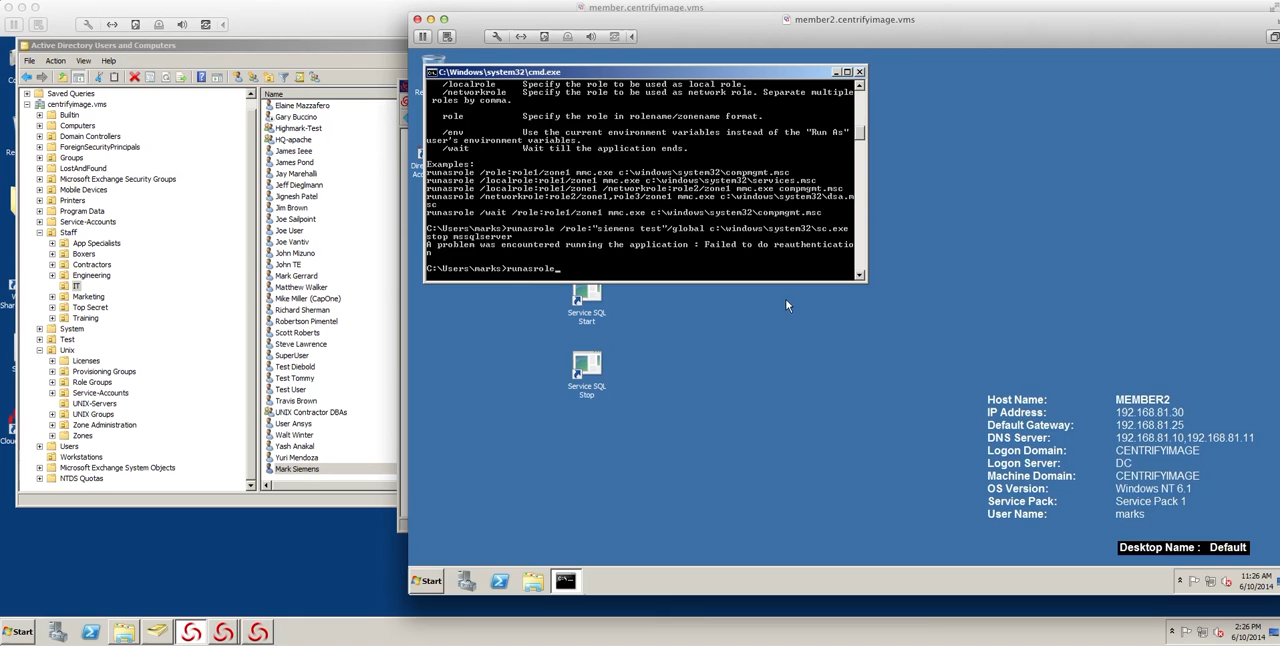 member.centrifyimage.vms
member2.centrifyimage.vms
Active Directory Users and Computers
File Action View Help
Saved Queries
centrifyimage.vms
Builtin
Computers
Domain Controllers
ForeignSecurityPrincipals
Groups
LostAndFound
Microsoft Exchange Security Groups
Mobile Devices
Printers
Program Data
Service-Accounts
Staff
App Specialists
Boxers
Contractors
Engineering
IT
Marketing
Top Secret
Training
System
Test
Unix
Licenses
Provisioning Groups
Role Groups
Service-Accounts
UNIX-Servers
UNIX Groups
Zone Administration
Zones
Users
Workstations
Microsoft Exchange System Objects
NTDS Quotas
Name
Elaine Mazzafero
Gary Buccino
Highmark-Test
HQ-apache
James Ieee
James Pond
Jay Marehalli
Jeff Dieglmann
Jignesh Patel
Jim Brown
Joe Sailpoint
Joe User
Joe Vantiv
John Mizuno
John TE
Mark Gerrard
Matthew Walker
Mike Miller (CapOne)
Richard Sherman
Robertson Pimentel
Scott Roberts
Steve Lawrence
SuperUser
Test Diebold
Test Tommy
Test User
Travis Brown
UNIX Contractor DBAs
User Ansys
Walt Winter
Yash Anakal
Yuri Mendoza
Mark Siemens
C:\Windows\system32\cmd.exe
/localrole Specify the role to be used as local role.
/networkrole Specify the role to be used as network role. Separate multiple
roles by comma.
role Specify the role in rolename/zonename format.
/env Use the current environment variables instead of the "Run As"
user's environment variables.
/wait Wait till the application ends.
Examples:
runasrole /role:role1/zone1 mmc.exe c:\windows\system32\compmgmt.msc
runasrole /localrole:role1/zone1 mmc.exe c:\windows\system32\services.msc
runasrole /localrole:role1/zone1 /networkrole:role2/zone1 mmc.exe compmgmt.msc
runasrole /networkrole:role2/zone1,role3/zone1 mmc.exe c:\windows\system32\dsa.m
sc
runasrole /wait /role:role1/zone1 mmc.exe c:\windows\system32\compmgmt.msc
C:\Users\marks>runasrole /role:"siemens test"/global c:\windows\system32\sc.exe
stop mssqlserver
A problem was encountered running the application : Failed to do reauthenticatio
n
C:\Users\marks>runasrole_
Service SQL
Start
Service SQL
Stop
Host Name: MEMBER2
IP Address: 192.168.81.30
Default Gateway: 192.168.81.25
DNS Server: 192.168.81.10,192.168.81.11
Logon Domain: CENTRIFYIMAGE
Logon Server: DC
Machine Domain: CENTRIFYIMAGE
OS Version: Windows NT 6.1
Service Pack: Service Pack 1
User Name: marks
Desktop Name : Default
Start
11:26 AM
6/10/2014
Start
2:26 PM
6/10/2014